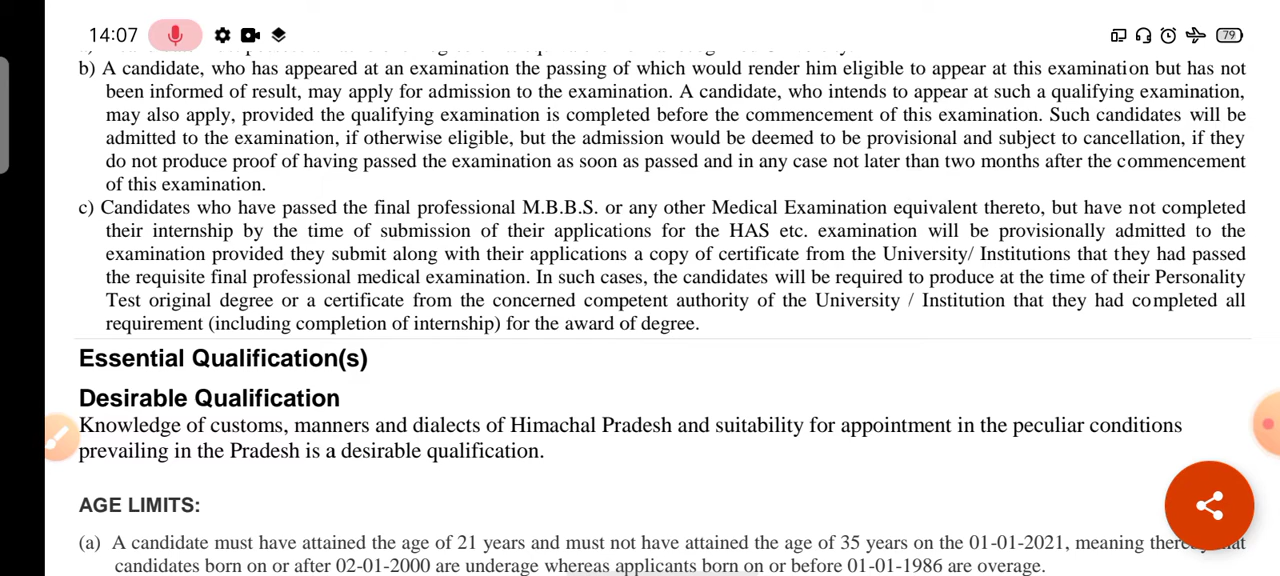 14:07
79
b) A candidate, who has appeared at an examination the passing of which would render him eligible to appear at this examination but has not
been informed of result, may apply for admission to the examination. A candidate, who intends to appear at such a qualifying examination,
may also apply, provided the qualifying examination is completed before the commencement of this examination. Such candidates will be
admitted to the examination, if otherwise eligible, but the admission would be deemed to be provisional and subject to cancellation, if they
do not produce proof of having passed the examination as soon as passed and in any case not later than two months after the commencement
of this examination.
c) Candidates who have passed the final professional M.B.B.S. or any other Medical Examination equivalent thereto, but have not completed
their internship by the time of submission of their applications for the HAS etc. examination will be provisionally admitted to the
examination provided they submit along with their applications a copy of certificate from the University/ Institutions that they had passed
the requisite final professional medical examination. In such cases, the candidates will be required to produce at the time of their Personality
Test original degree or a certificate from the concerned competent authority of the University / Institution that they had completed all
requirement (including completion of internship) for the award of degree.
Essential Qualification(s)
Desirable Qualification
Knowledge of customs, manners and dialects of Himachal Pradesh and suitability for appointment in the peculiar conditions
prevailing in the Pradesh is a desirable qualification.
AGE LIMITS:
(a) A candidate must have attained the age of 21 years and must not have attained the age of 35 years on the 01-01-2021, meaning
candidates born on or after 02-01-2000 are underage whereas applicants born on or before 01-01-1986 are overage.